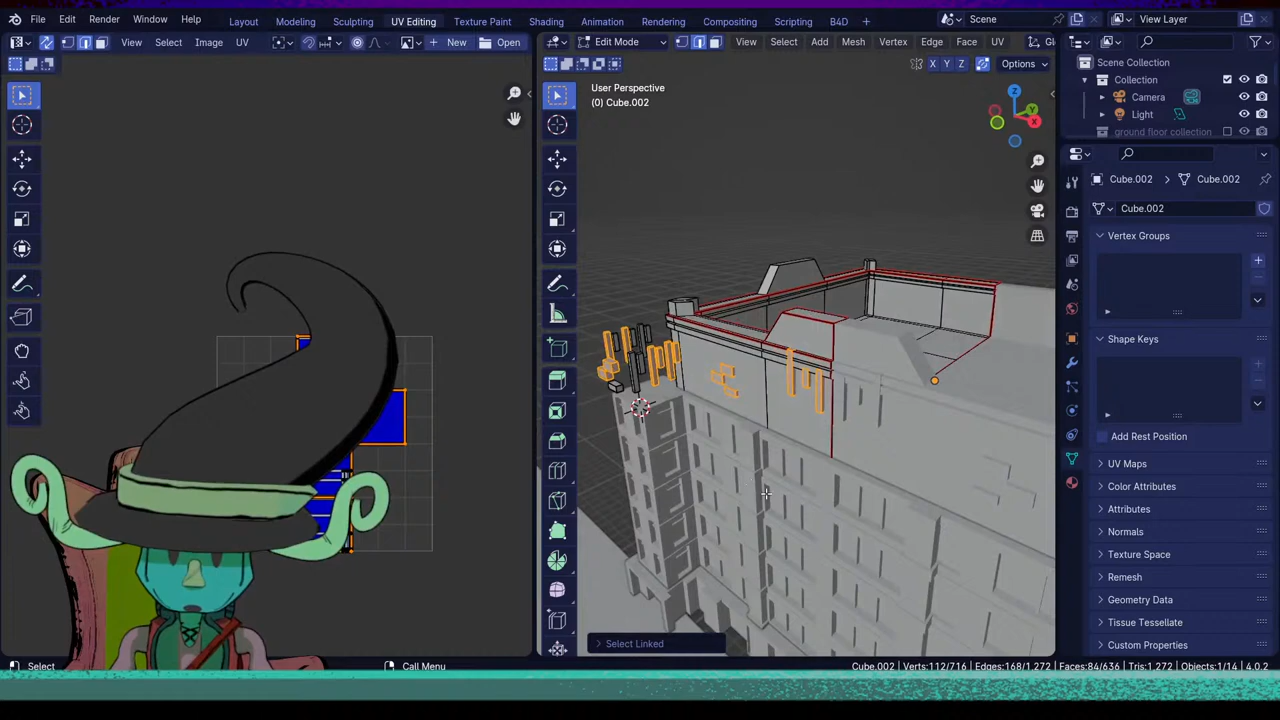 File Edit Render Window Help Layout Modeling Sculpting UV Editing Texture Paint Shading Animation Rendering Compositing Scripting B4D + Scene View Layer
View Select Image UV New Open Edit Mode View Select Add Mesh Vertex Edge Face UV
X Y Z Options
User Perspective
(0) Cube.002
Z
Y
X
Scene Collection
Collection
Camera
Light
ground floor collection
Cube.002 Cube.002
Cube.002
Vertex Groups
Shape Keys
Add Rest Position
UV Maps
Color Attributes
Attributes
Normals
Texture Space
Remesh
Geometry Data
Tissue Tessellate
Custom Properties
Select Linked
Select Call Menu Cube.002 | Verts:112/716 | Edges:168/1.272 | Faces:84/636 | Tris:1.272 | Objects:1/14 | 4.0.2